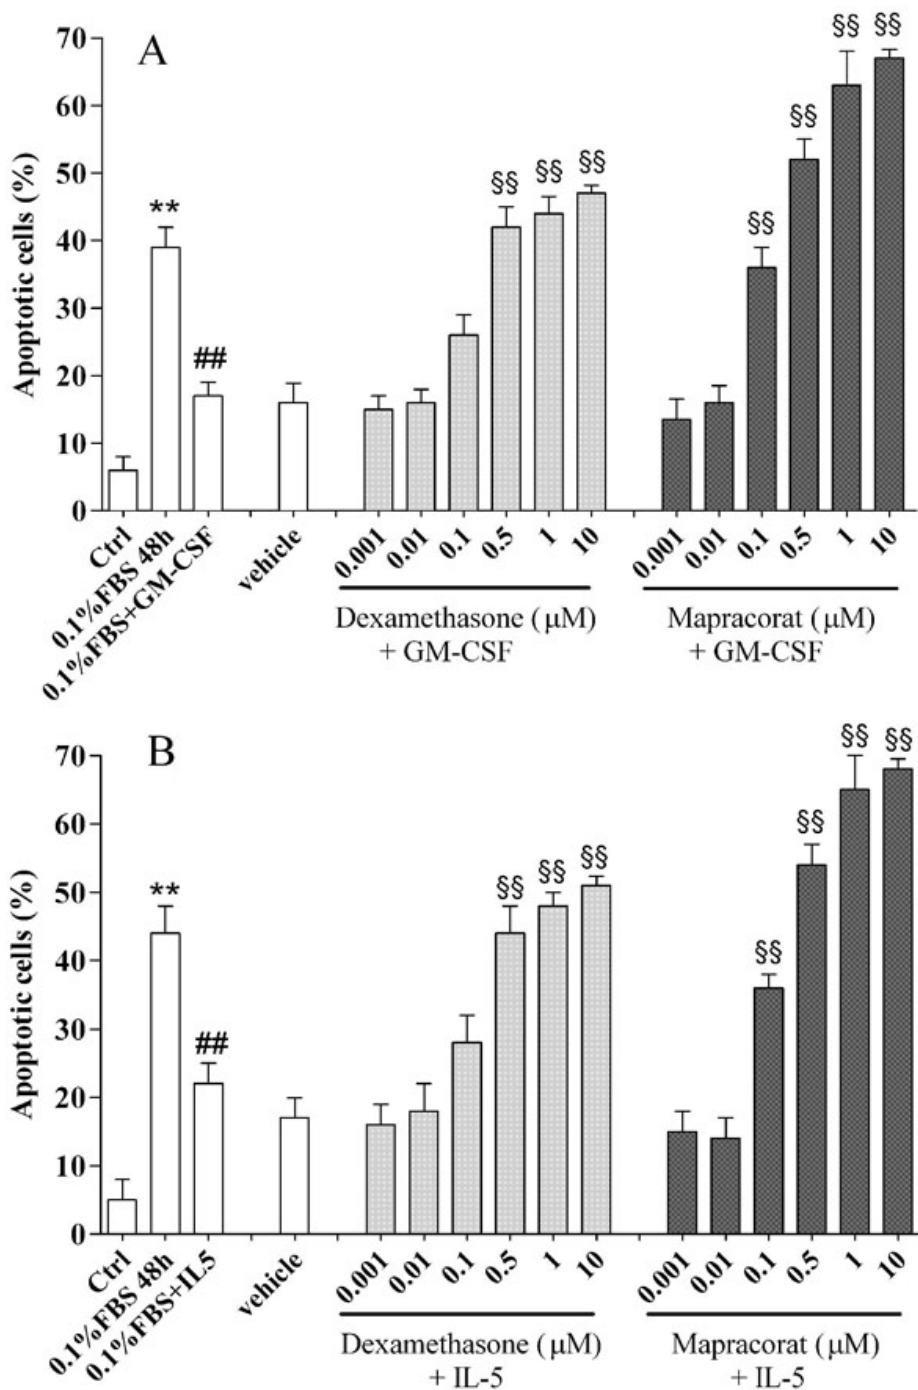 A
70
60
50
40
30
20
10
0
Apoptotic cells (%)
**
##
§§
§§
§§
§§
§§
§§
§§
Ctrl
0.1%FBS 48h
0.1%FBS+GM-CSF
vehicle
0.001
0.01
0.1
0.5
1
10
0.001
0.01
0.1
0.5
1
10
Dexamethasone (μM)
+ GM-CSF
Mapracorat (μM)
+ GM-CSF
B
70
60
50
40
30
20
10
0
Apoptotic cells (%)
**
##
§§
§§
§§
§§
§§
§§
§§
Ctrl
0.1%FBS 48h
0.1%FBS+IL5
vehicle
0.001
0.01
0.1
0.5
1
10
0.001
0.01
0.1
0.5
1
10
Dexamethasone (μM)
+ IL-5
Mapracorat (μM)
+ IL-5